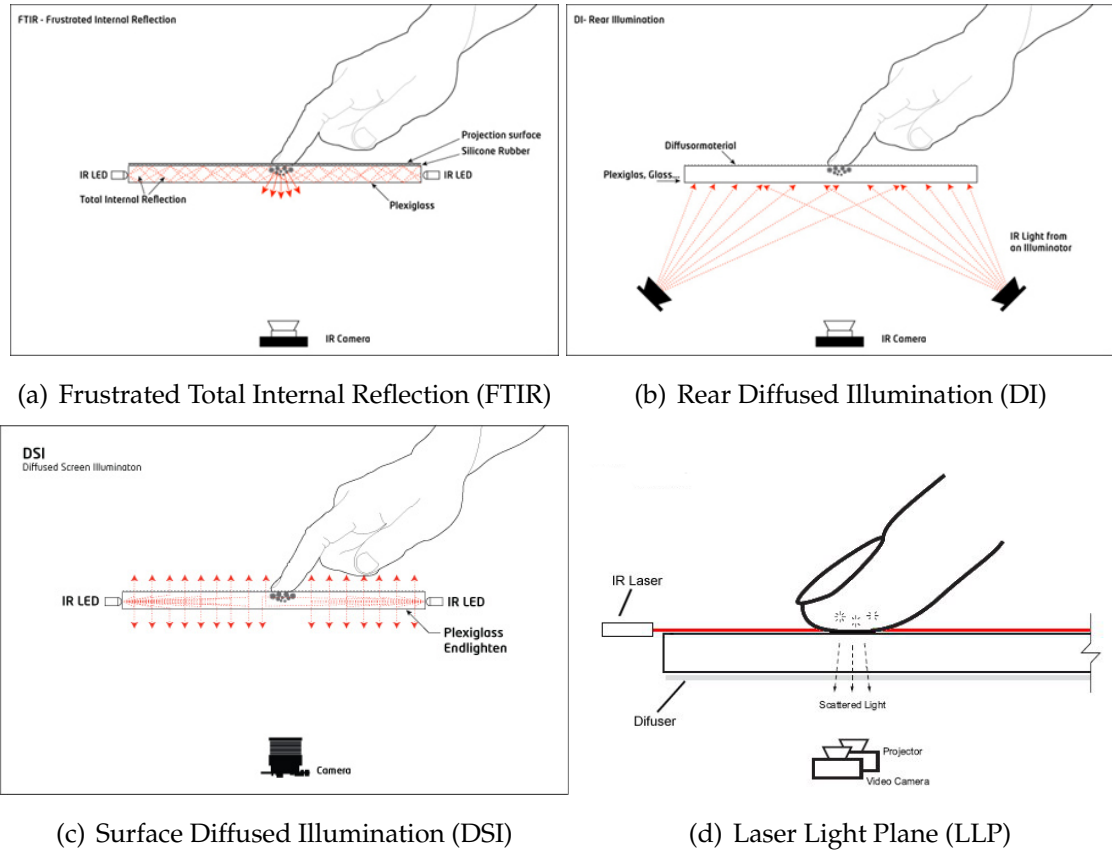 FTIR - Frustrated Internal Reflection
Projection surface
Silicone Rubber
IR LED
IR LED
Total Internal Reflection
Plexiglass
IR Camera
(a) Frustrated Total Internal Reflection (FTIR)
DI- Rear Illumination
Diffusormaterial
Plexiglas, Glass...
IR Light from
an Illuminator
IR Camera
(b) Rear Diffused Illumination (DI)
DSI
Diffused Screen Illuminaton
IR LED
IR LED
Plexiglass
Endlighten
Camera
(c) Surface Diffused Illumination (DSI)
IR Laser
Scattered Light
Difuser
Projector
Video Camera
(d) Laser Light Plane (LLP)